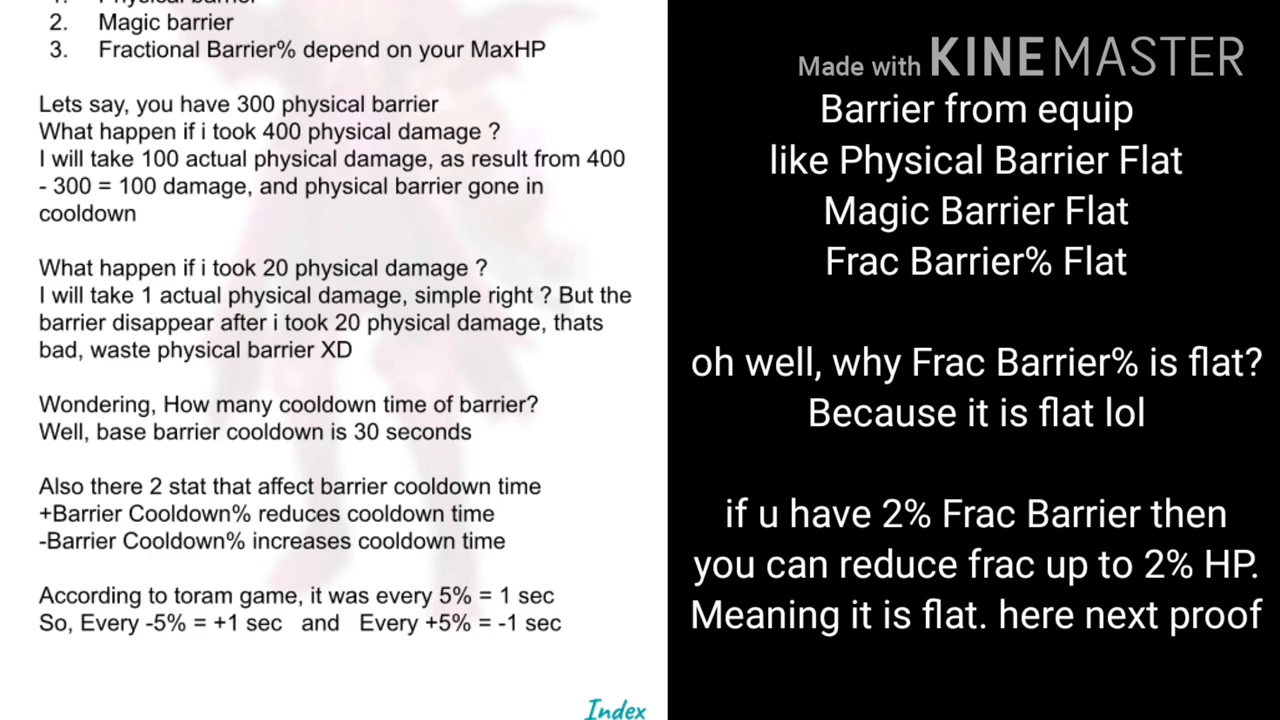 1. Physical barrier
2. Magic barrier
3. Fractional Barrier% depend on your MaxHP
Lets say, you have 300 physical barrier
What happen if i took 400 physical damage ?
I will take 100 actual physical damage, as result from 400
- 300 = 100 damage, and physical barrier gone in
cooldown
What happen if i took 20 physical damage ?
I will take 1 actual physical damage, simple right ? But the
barrier disappear after i took 20 physical damage, thats
bad, waste physical barrier XD
Wondering, How many cooldown time of barrier?
Well, base barrier cooldown is 30 seconds
Also there 2 stat that affect barrier cooldown time
+Barrier Cooldown% reduces cooldown time
-Barrier Cooldown% increases cooldown time
According to toram game, it was every 5% = 1 sec
So, Every -5% = +1 sec and Every +5% = -1 sec
Index
Made with KINEMASTER
Barrier from equip
like Physical Barrier Flat
Magic Barrier Flat
Frac Barrier% Flat
oh well, why Frac Barrier% is flat?
Because it is flat lol
if u have 2% Frac Barrier then
you can reduce frac up to 2% HP.
Meaning it is flat. here next proof